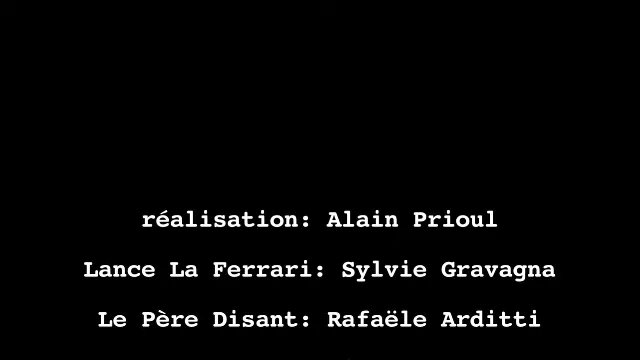 réalisation: Alain Prioul
Lance La Ferrari: Sylvie Gravagna
Le Père Disant: Rafaële Arditti